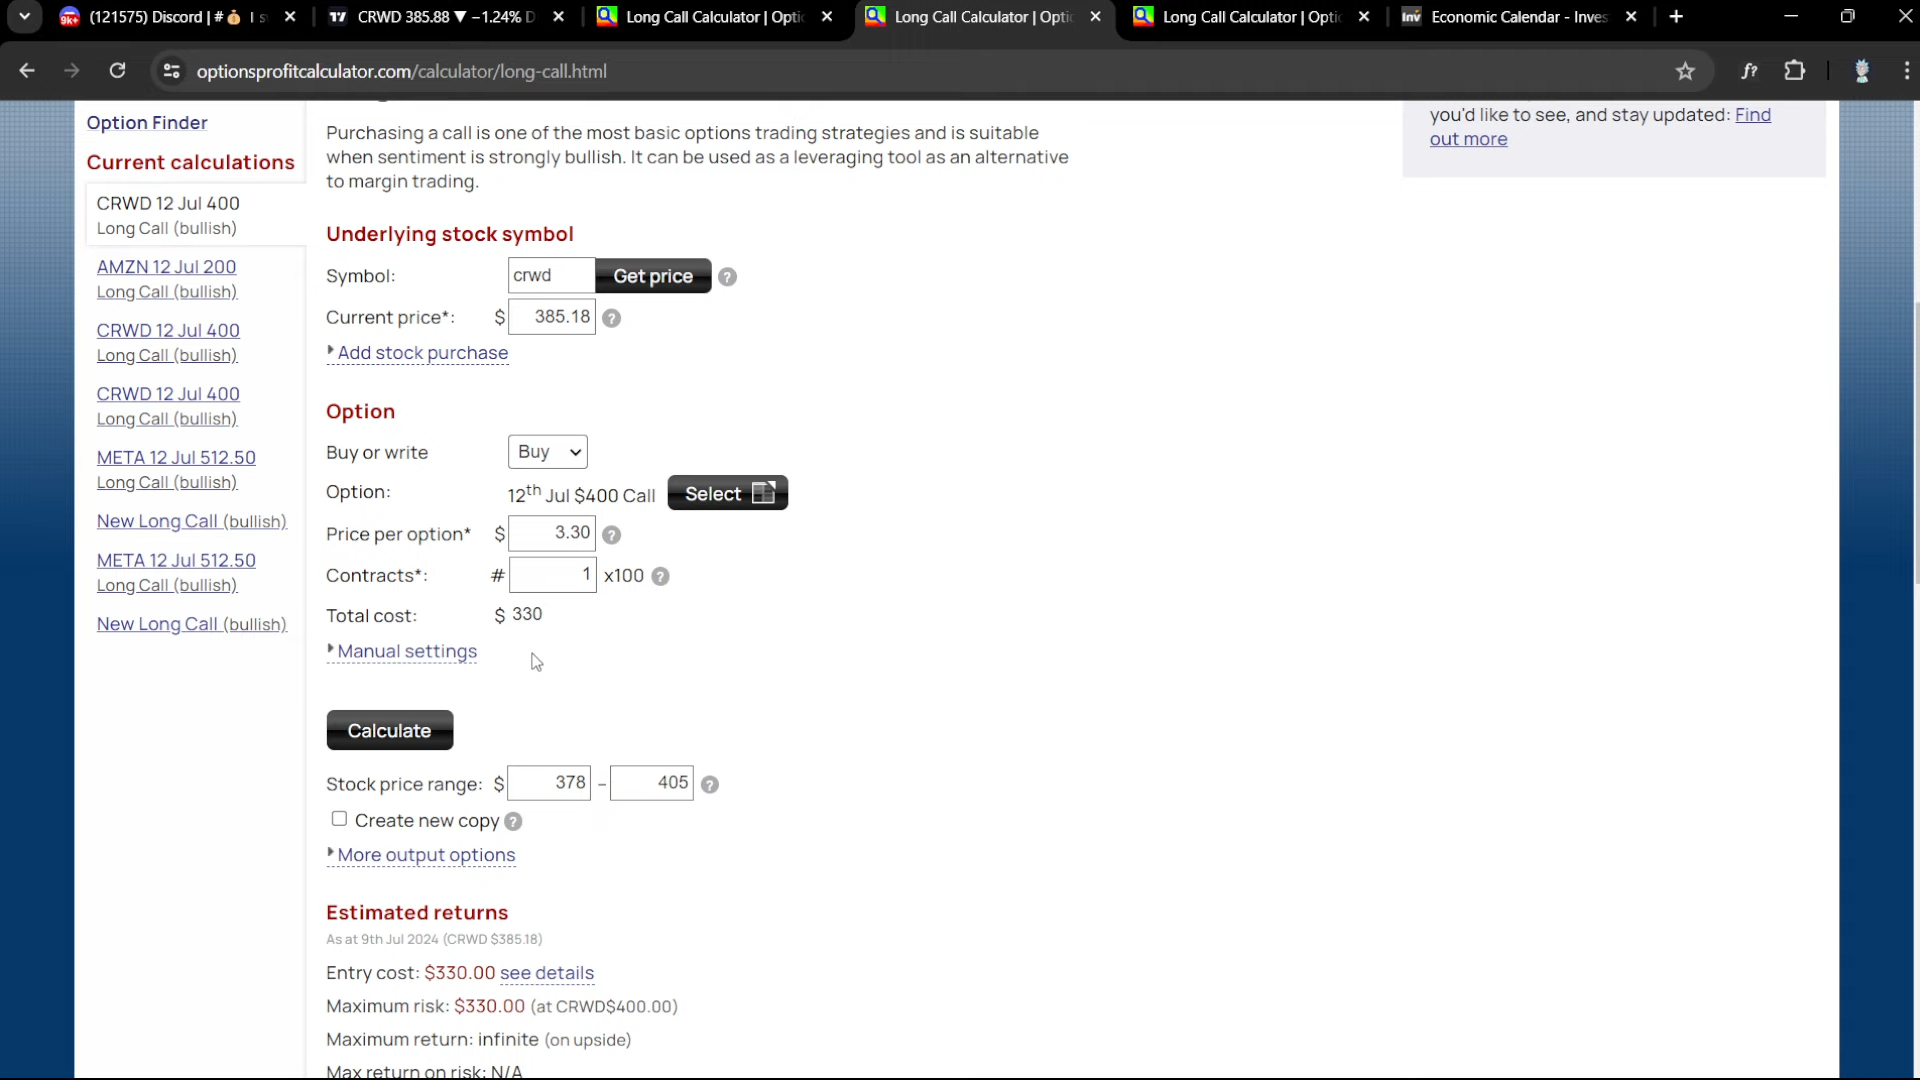 (121575) Discord | # 💰 I s
CRWD 385.88 ▼ −1.24% D
Long Call Calculator | Optic
Long Call Calculator | Optic
Long Call Calculator | Optic
Economic Calendar - Inves
optionsprofitcalculator.com/calculator/long-call.html
Option Finder
Current calculations
CRWD 12 Jul 400
Long Call (bullish)
AMZN 12 Jul 200
Long Call (bullish)
CRWD 12 Jul 400
Long Call (bullish)
CRWD 12 Jul 400
Long Call (bullish)
META 12 Jul 512.50
Long Call (bullish)
New Long Call (bullish)
META 12 Jul 512.50
Long Call (bullish)
New Long Call (bullish)
Purchasing a call is one of the most basic options trading strategies and is suitable
when sentiment is strongly bullish. It can be used as a leveraging tool as an alternative
to margin trading.
Underlying stock symbol
Symbol: crwd Get price ?
Current price*: $ 385.18 ?
Add stock purchase
Option
Buy or write Buy
Option: 12th Jul $400 Call Select
Price per option* $ 3.30 ?
Contracts*: # 1 x100 ?
Total cost: $ 330
Manual settings
Calculate
Stock price range: $ 378 - 405 ?
Create new copy ?
More output options
Estimated returns
As at 9th Jul 2024 (CRWD $385.18)
Entry cost: $330.00 see details
Maximum risk: $330.00 (at CRWD$400.00)
Maximum return: infinite (on upside)
Max return on risk: N/A
you'd like to see, and stay updated: Find
out more